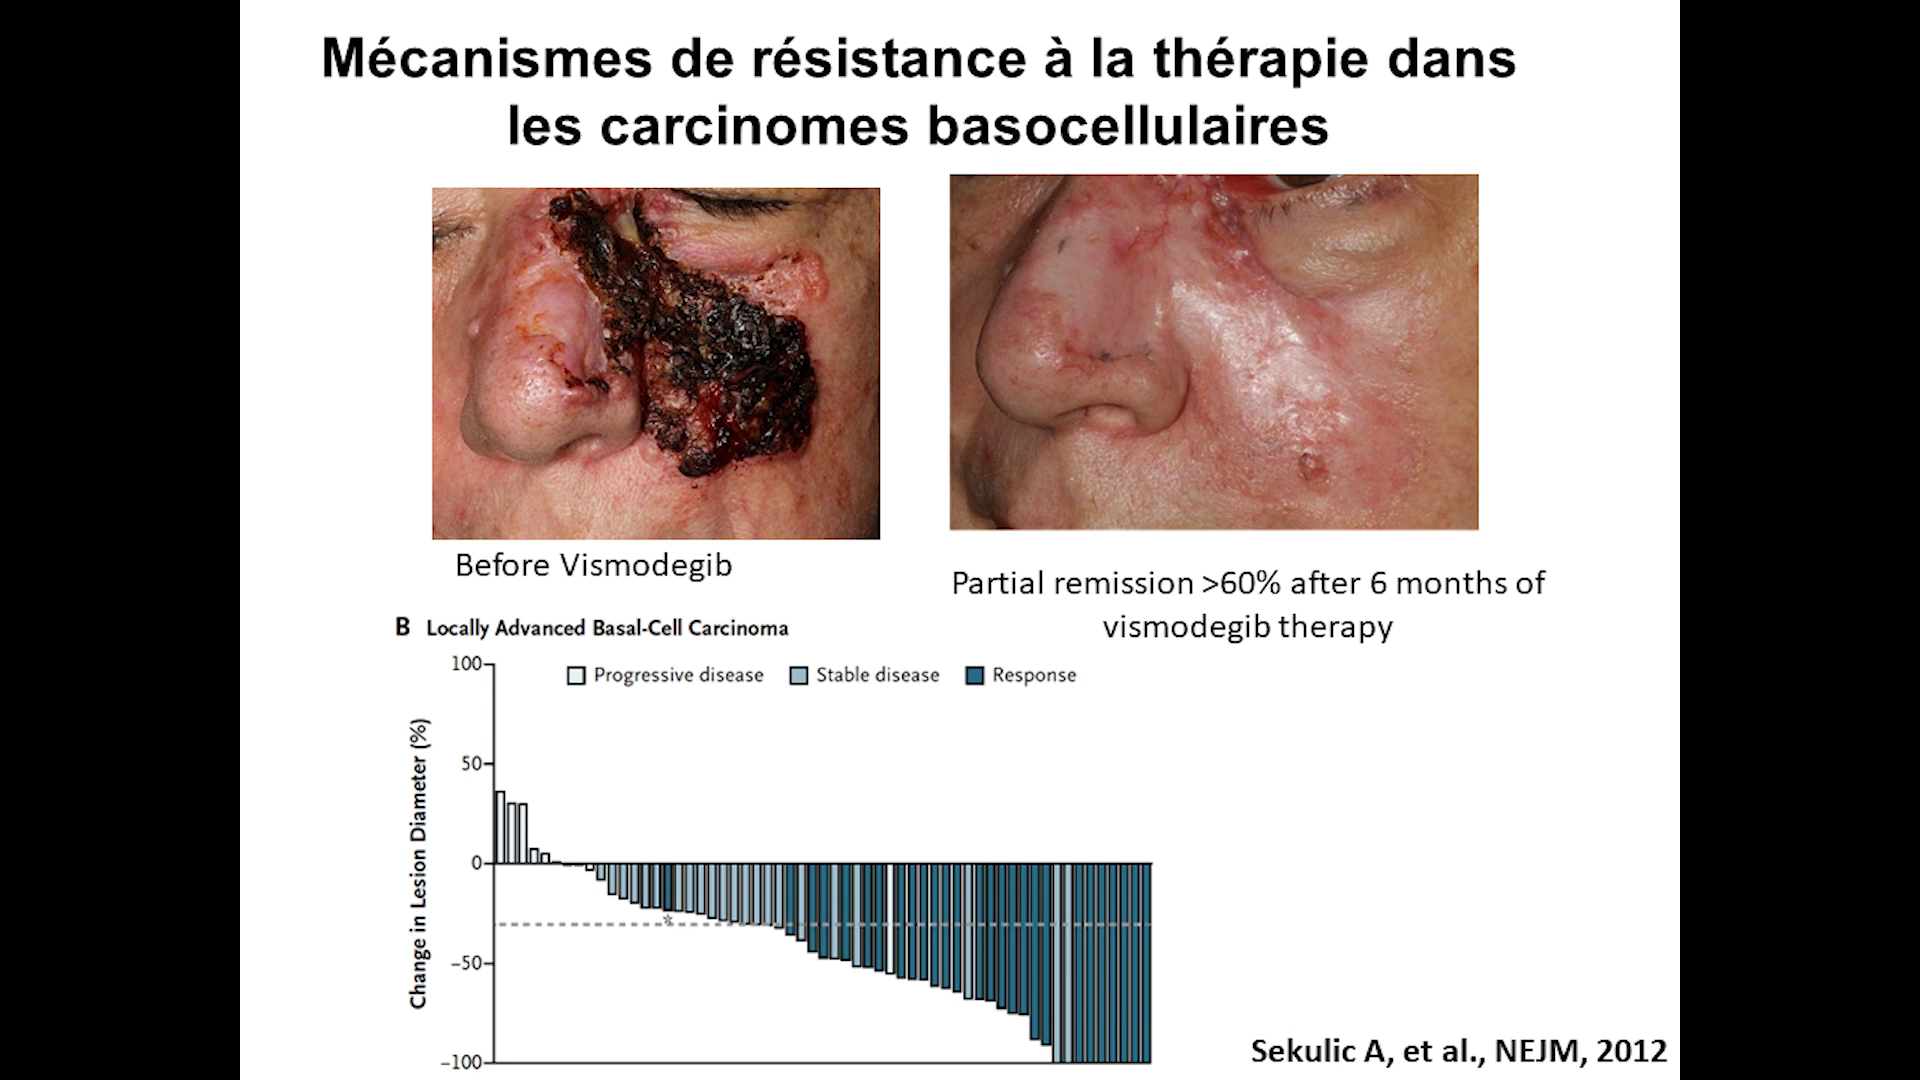 Mécanismes de résistance à la thérapie dans
les carcinomes basocellulaires
Before Vismodegib
Partial remission >60% after 6 months of
vismodegib therapy
B Locally Advanced Basal-Cell Carcinoma
Progressive disease Stable disease Response
Change in Lesion Diameter (%)
100
50
0
*
−50
−100
Sekulic A, et al., NEJM, 2012